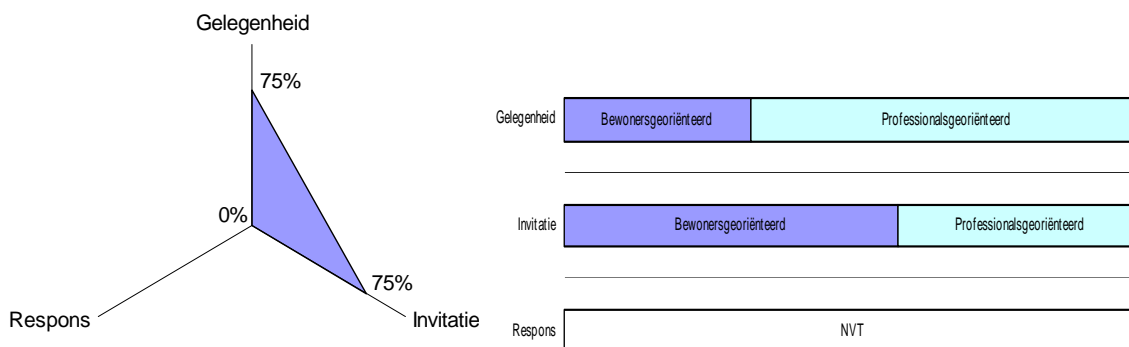 Gelegenheid
75%
0%
75%
Respons
Invitatie
Gelegenheid
Bewonersgeoriënteerd
Professionalsgeoriënteerd
Invitatie
Bewonersgeoriënteerd
Professionalsgeoriënteerd
Respons
NVT